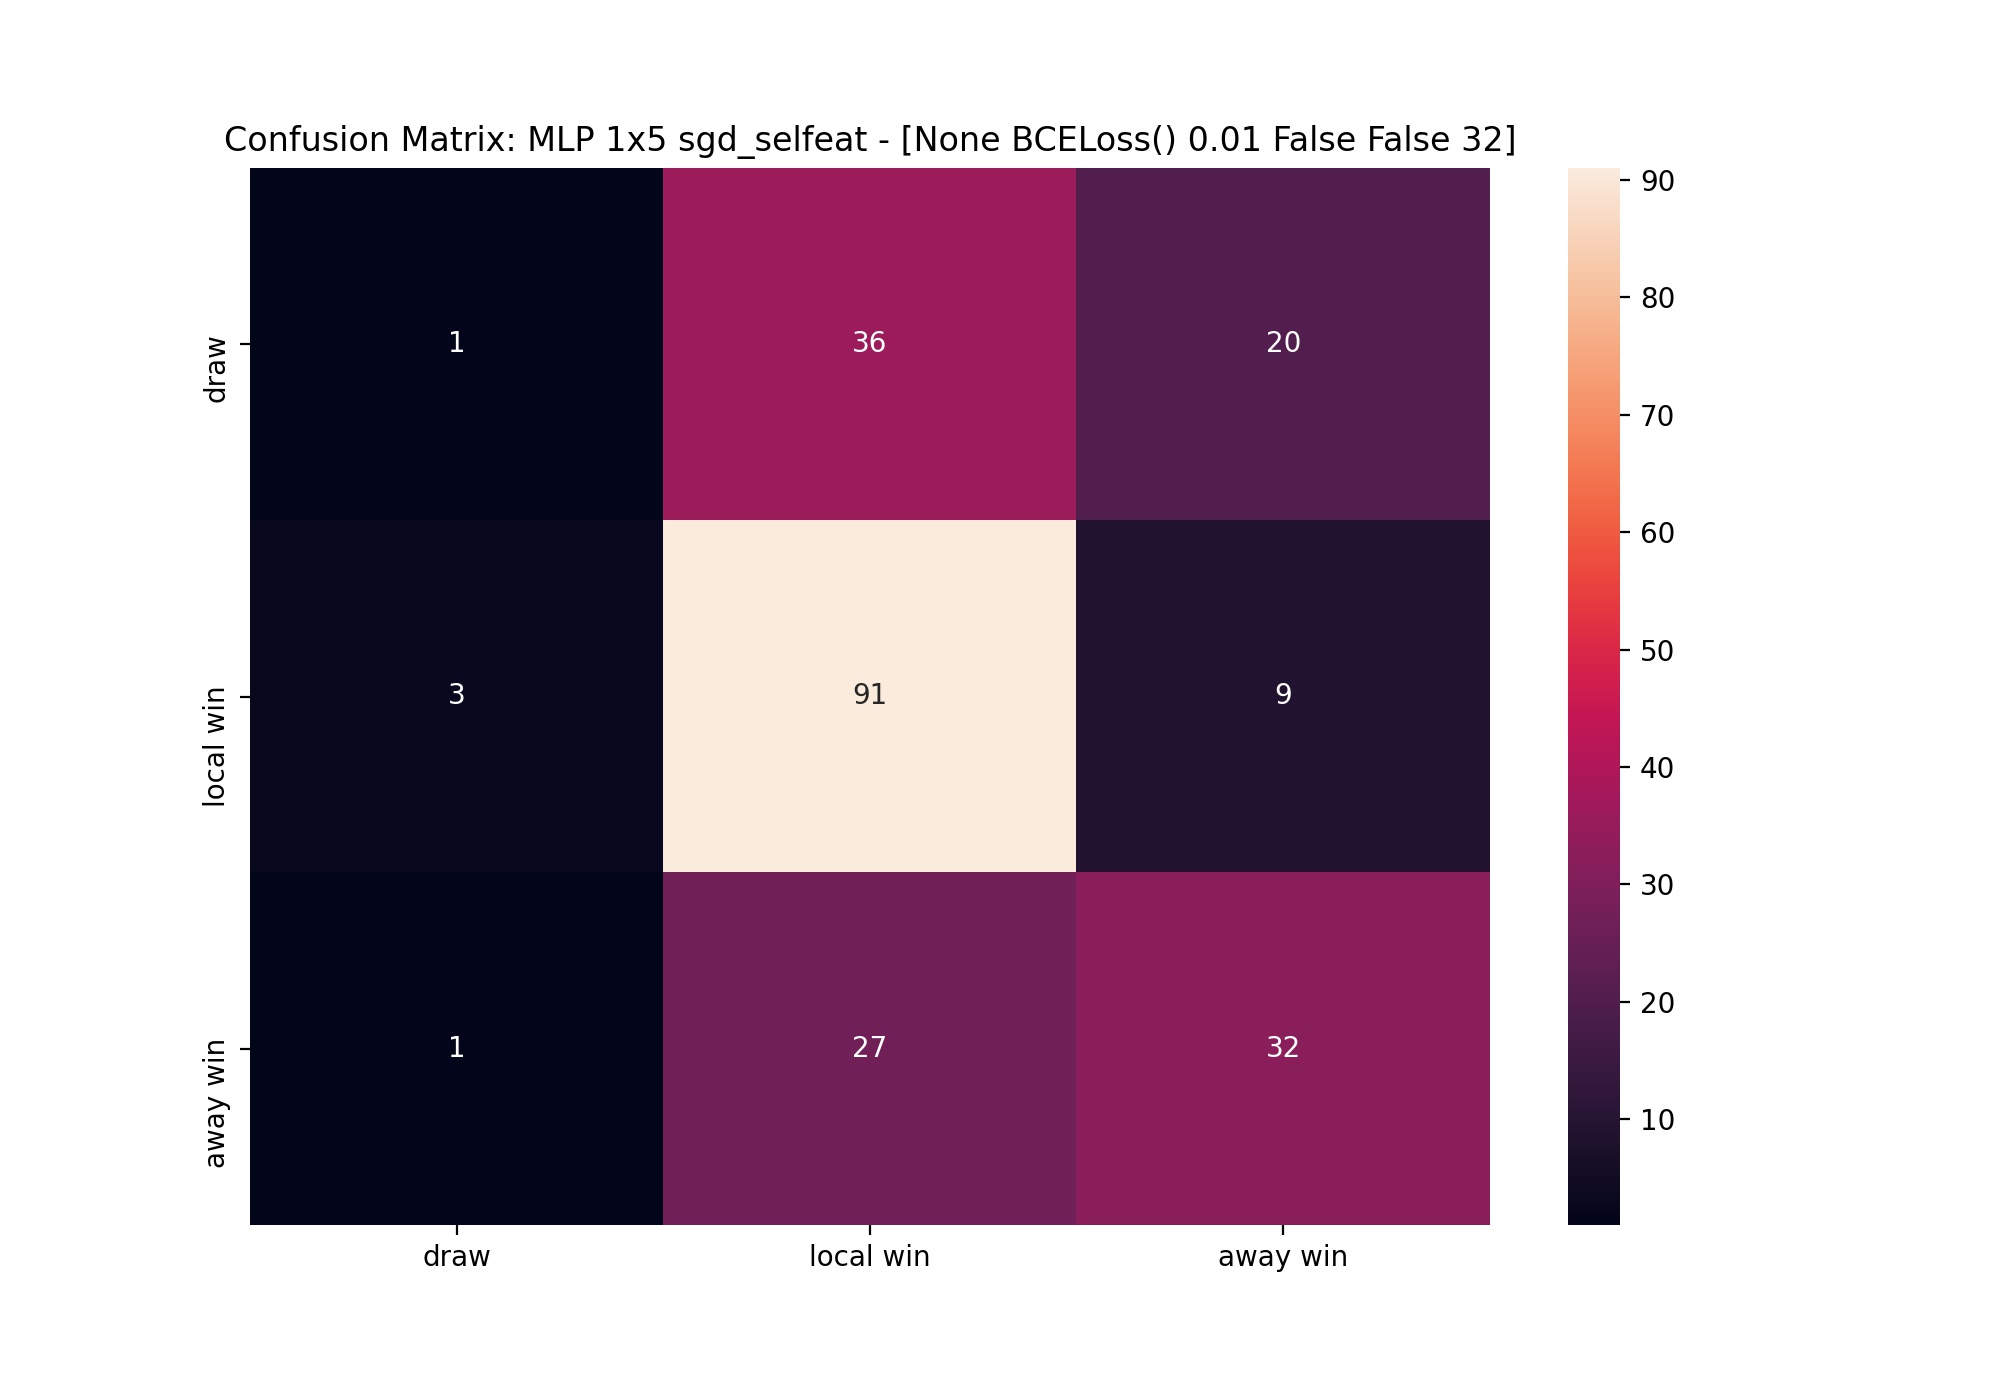 Confusion Matrix: MLP 1x5 sgd_selfeat - [None BCELoss() 0.01 False False 32]
draw
1
36
20
local win
3
91
9
away win
1
27
32
draw
local win
away win
90
80
70
60
50
40
30
20
10